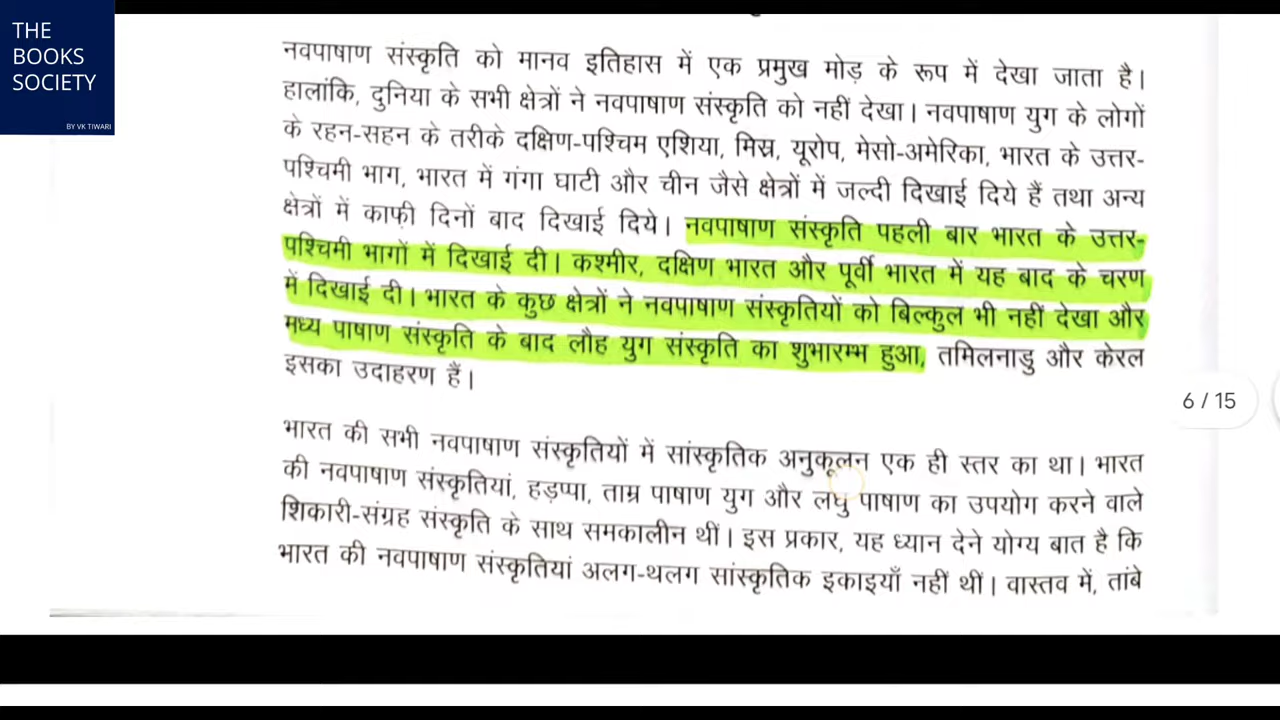 THE
BOOKS
SOCIETY
BY VK TIWARI
नवपाषाण संस्कृति को मानव इतिहास में एक प्रमुख मोड़ के रूप में देखा जाता है।
हालांकि, दुनिया के सभी क्षेत्रों ने नवपाषाण संस्कृति को नहीं देखा। नवपाषाण युग के लोगों
के रहन-सहन के तरीके दक्षिण-पश्चिम एशिया, मिस्र, यूरोप, मेसो-अमेरिका, भारत के उत्तर-
पश्चिमी भाग, भारत में गंगा घाटी और चीन जैसे क्षेत्रों में जल्दी दिखाई दिये हैं तथा अन्य
क्षेत्रों में काफी दिनों बाद दिखाई दिये। नवपाषाण संस्कृति पहली बार भारत के उत्तर-
पश्चिमी भागों में दिखाई दी। कश्मीर, दक्षिण भारत और पूर्वी भारत में यह बाद के चरण
में दिखाई दी। भारत के कुछ क्षेत्रों ने नवपाषाण संस्कृतियों को बिल्कुल भी नहीं देखा और
मध्य पाषाण संस्कृति के बाद लौह युग संस्कृति का शुभारम्भ हुआ, तमिलनाडु और केरल
इसका उदाहरण हैं।
6 / 15
भारत की सभी नवपाषाण संस्कृतियों में सांस्कृतिक अनुकूलन एक ही स्तर का था। भारत
की नवपाषाण संस्कृतियां, हड़प्पा, ताम्र पाषाण युग और लघु पाषाण का उपयोग करने वाले
शिकारी-संग्रह संस्कृति के साथ समकालीन थीं। इस प्रकार, यह ध्यान देने योग्य बात है कि
भारत की नवपाषाण संस्कृतियां अलग-थलग सांस्कृतिक इकाइयाँ नहीं थीं। वास्तव में, तांबे